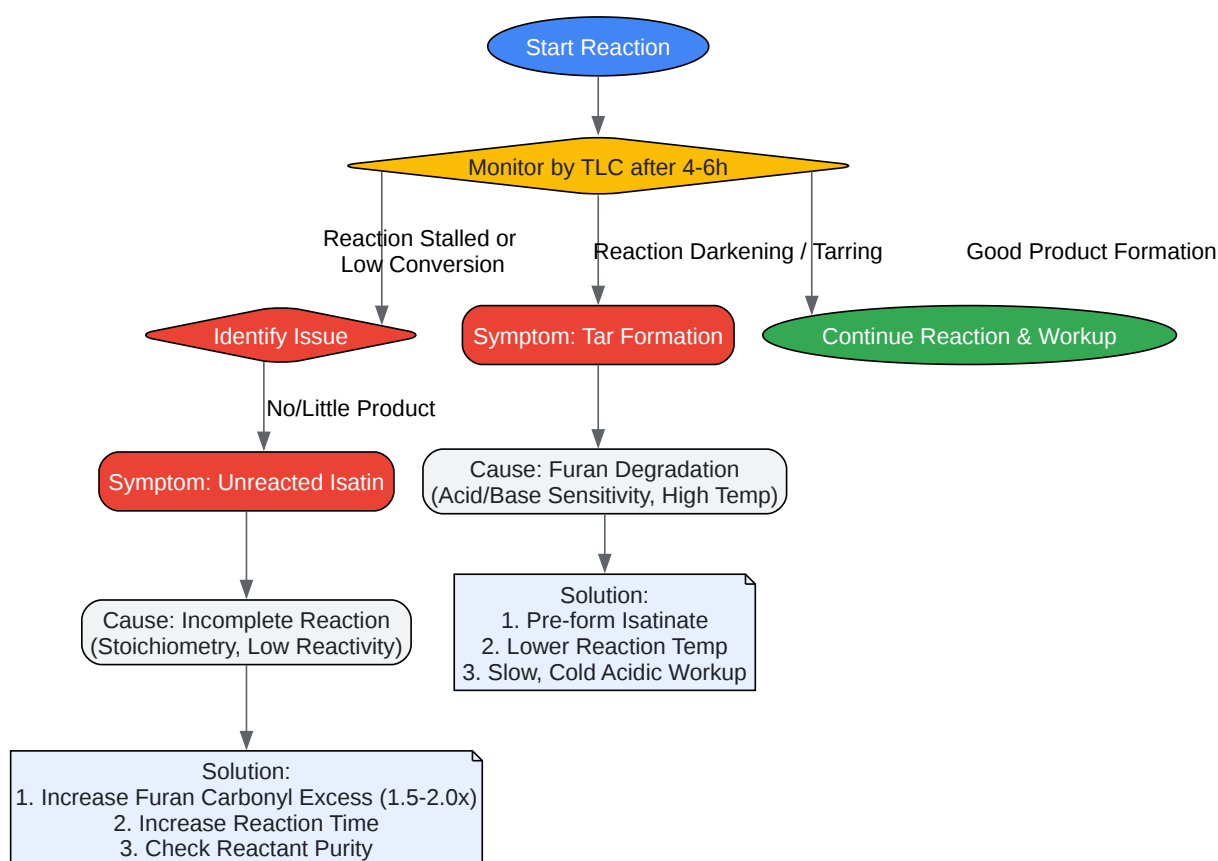 Start Reaction
Monitor by TLC after 4-6h
Reaction Stalled or
Low Conversion
Reaction Darkening / Tarring
Good Product Formation
Identify Issue
Symptom: Tar Formation
Continue Reaction & Workup
No/Little Product
Symptom: Unreacted Isatin
Cause: Furan Degradation
(Acid/Base Sensitivity, High Temp)
Cause: Incomplete Reaction
(Stoichiometry, Low Reactivity)
Solution:
1. Pre-form Isatinate
2. Lower Reaction Temp
3. Slow, Cold Acidic Workup
Solution:
1. Increase Furan Carbonyl Excess (1.5-2.0x)
2. Increase Reaction Time
3. Check Reactant Purity